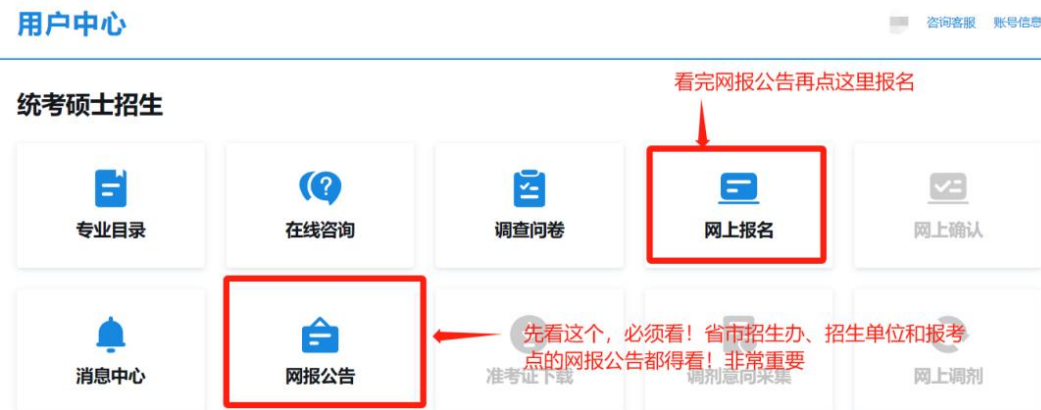 用户中心
咨询客服 账号信息
看完网报公告再点这里报名
统考硕士招生
专业目录 在线咨询 调查问卷 网上报名 网上确认
先看这个，必须看！省市招生办、招生单位和报考
点的网报公告都得看！非常重要
消息中心 网报公告 准考证下载 调剂意向采集 网上调剂